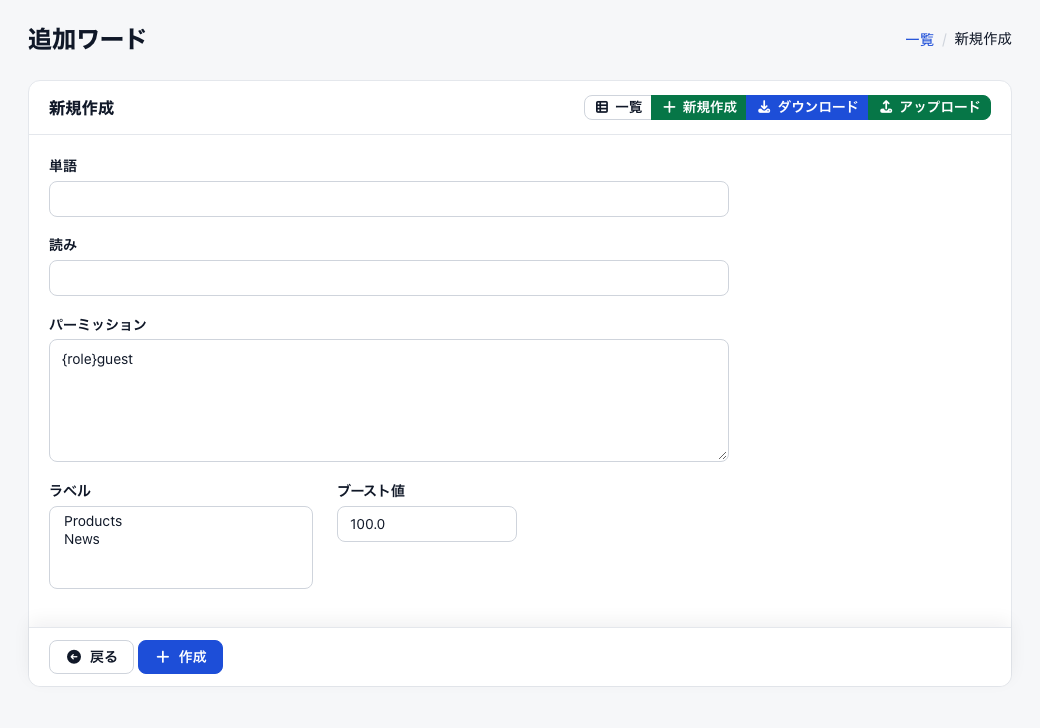 追加ワード
一覧 / 新規作成
新規作成
一覧 新規作成 ダウンロード アップロード
単語
読み
パーミッション
{role}guest
ラベル
ブースト値
Products
News
100.0
戻る 作成